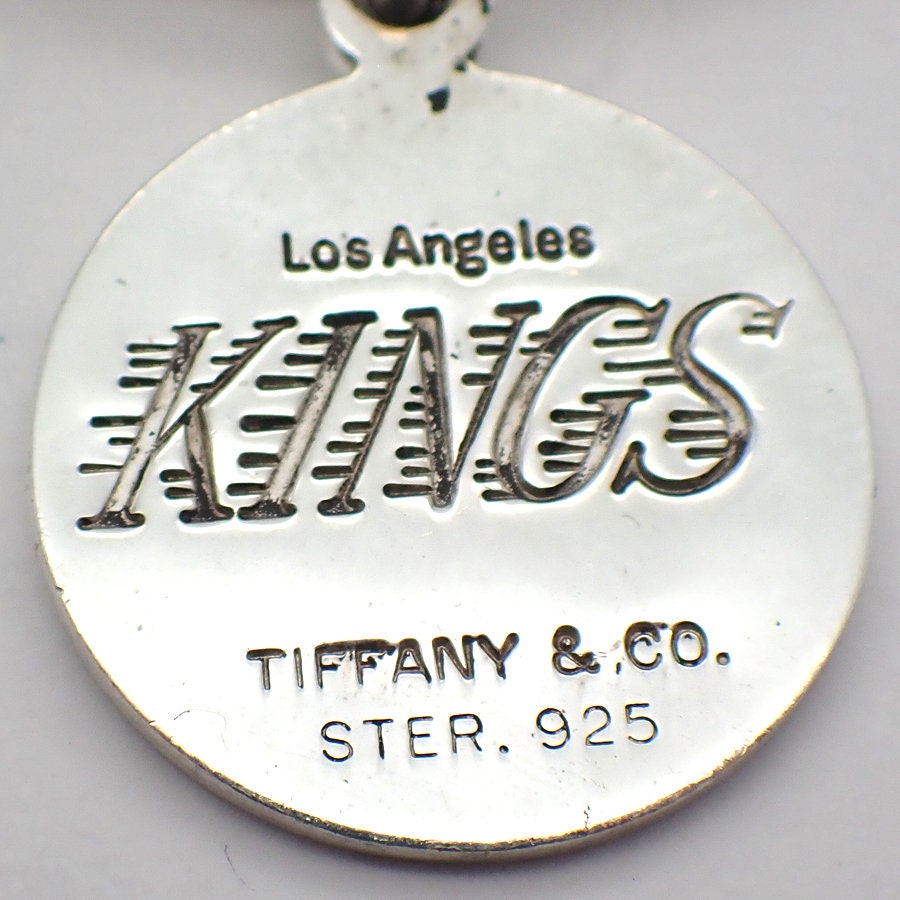 Los Angeles
KINGS
TIFFANY & CO.
STER. 925